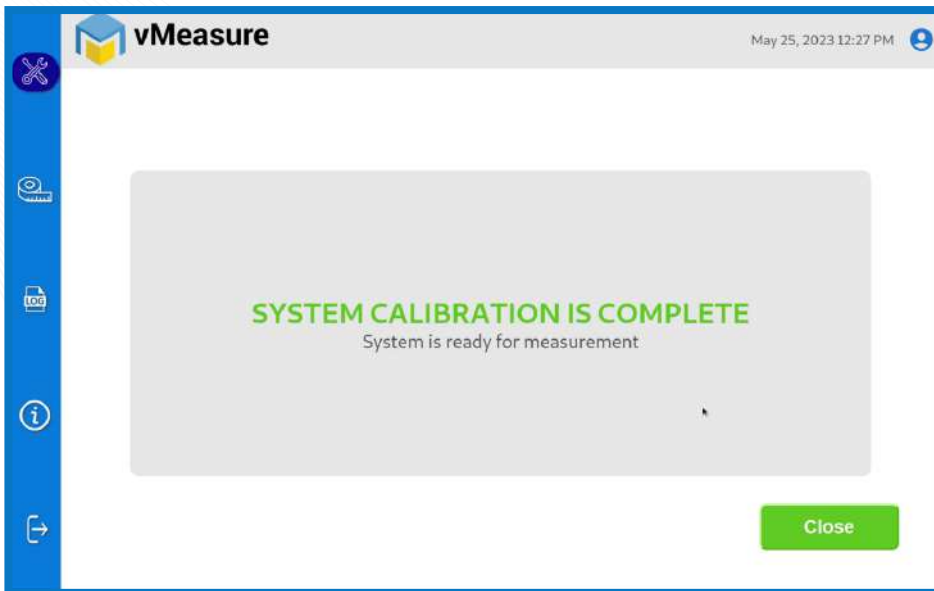 vMeasure
May 25, 2023 12:27 PM
LOG
SYSTEM CALIBRATION IS COMPLETE
System is ready for measurement
Close